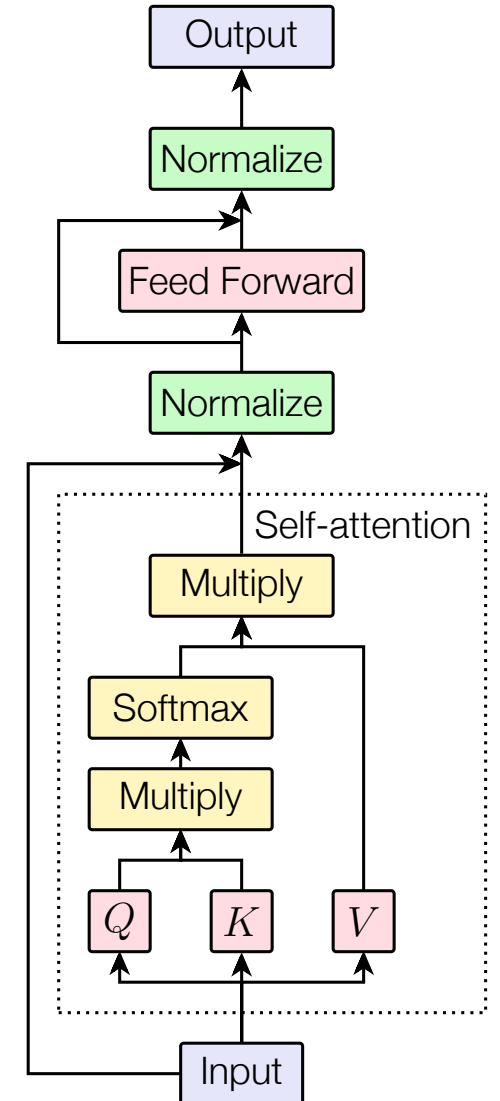 Output
Normalize
Feed Forward
Normalize
Self-attention
Multiply
Softmax
Multiply
Q K V
Input